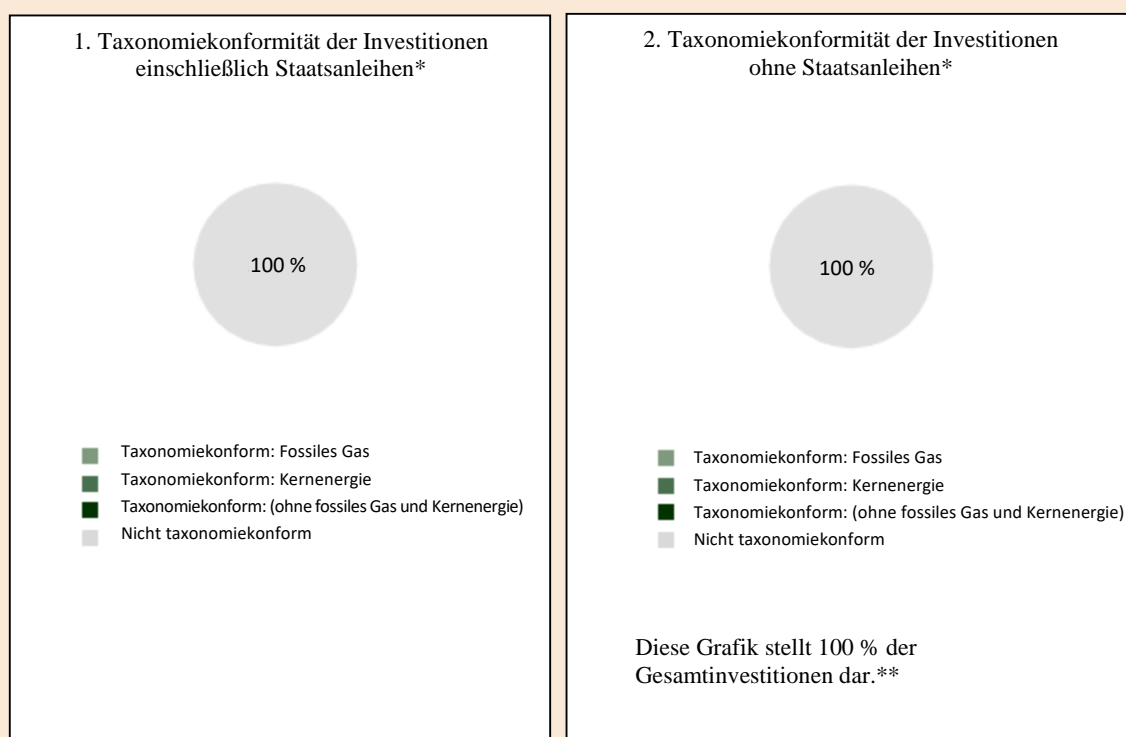 1. Taxonomiekonformität der Investitionen
einschließlich Staatsanleihen*
100 %
Taxonomiekonform: Fossiles Gas
Taxonomiekonform: Kernenergie
Taxonomiekonform: (ohne fossiles Gas und Kernenergie)
Nicht taxonomiekonform
2. Taxonomiekonformität der Investitionen
ohne Staatsanleihen*
100 %
Taxonomiekonform: Fossiles Gas
Taxonomiekonform: Kernenergie
Taxonomiekonform: (ohne fossiles Gas und Kernenergie)
Nicht taxonomiekonform
Diese Grafik stellt 100 % der
Gesamtinvestitionen dar.**